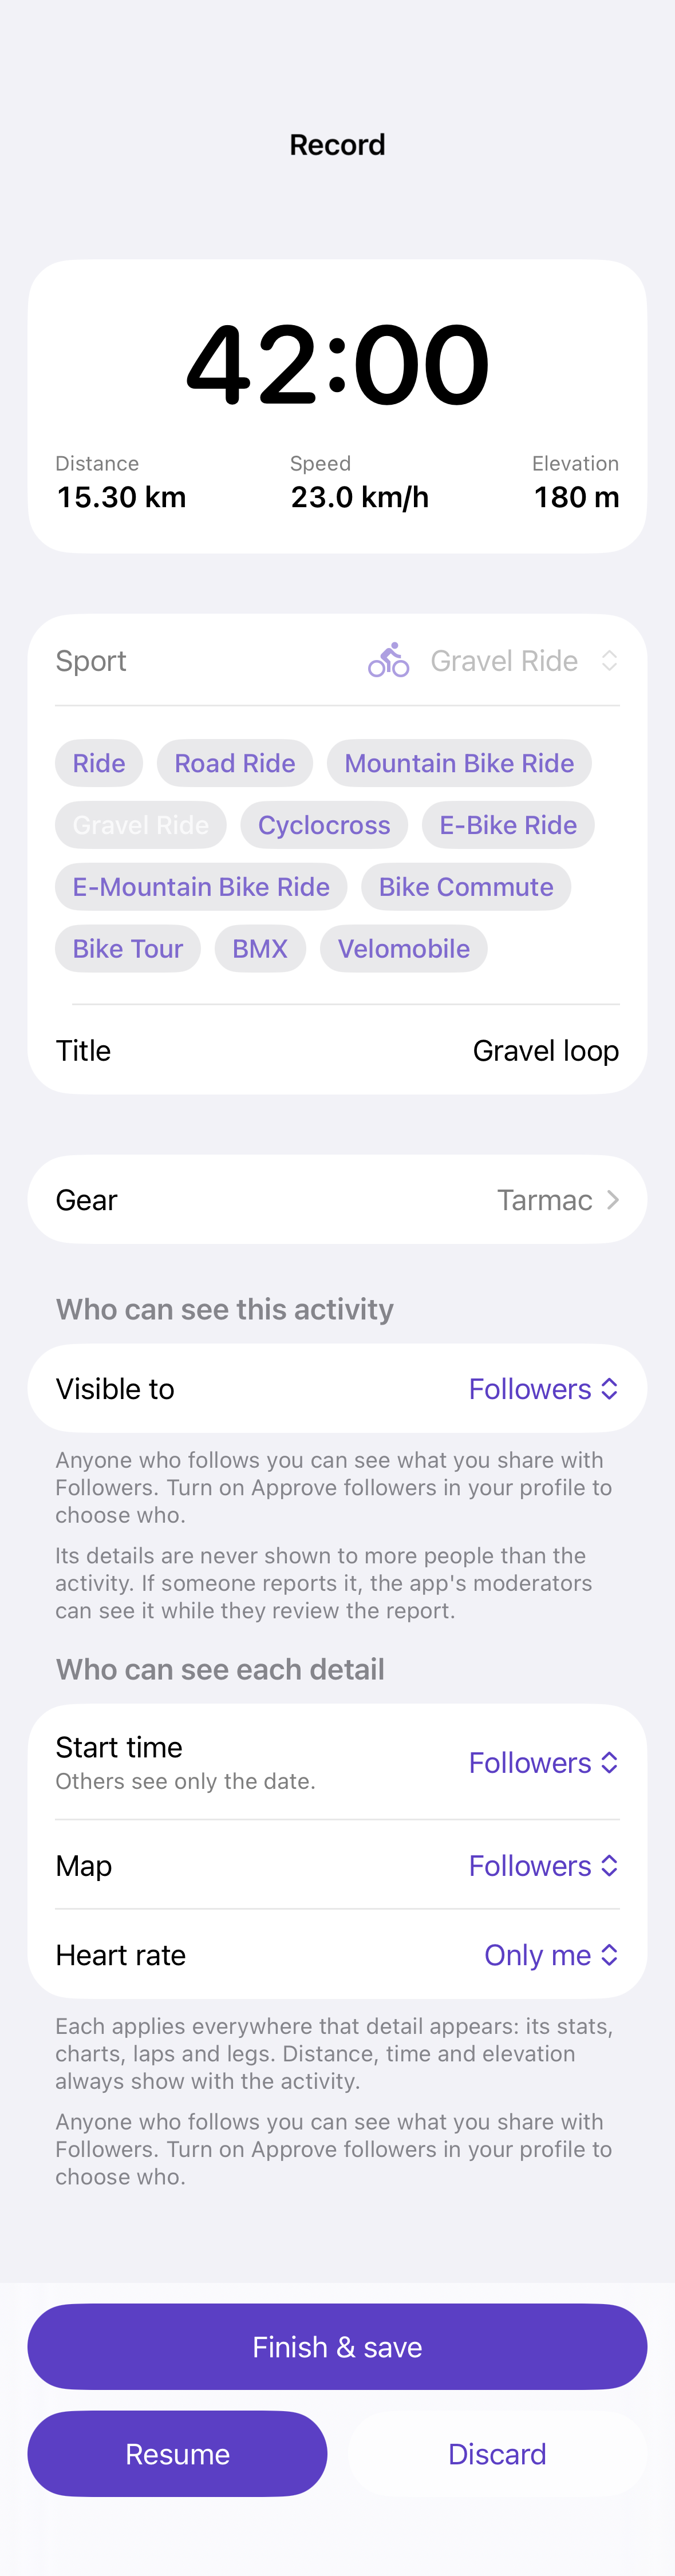 Record
42:00
Distance Speed Elevation
15.30 km 23.0 km/h 180 m
Sport Gravel Ride
Ride Road Ride Mountain Bike Ride
Gravel Ride Cyclocross E-Bike Ride
E-Mountain Bike Ride Bike Commute
Bike Tour BMX Velomobile
Title Gravel loop
Gear Tarmac
Who can see this activity
Visible to Followers
Anyone who follows you can see what you share with
Followers. Turn on Approve followers in your profile to
choose who.
Its details are never shown to more people than the
activity. If someone reports it, the app's moderators
can see it while they review the report.
Who can see each detail
Start time
Others see only the date.
Followers
Map Followers
Heart rate Only me
Each applies everywhere that detail appears: its stats,
charts, laps and legs. Distance, time and elevation
always show with the activity.
Anyone who follows you can see what you share with
Followers. Turn on Approve followers in your profile to
choose who.
Finish & save
Resume Discard